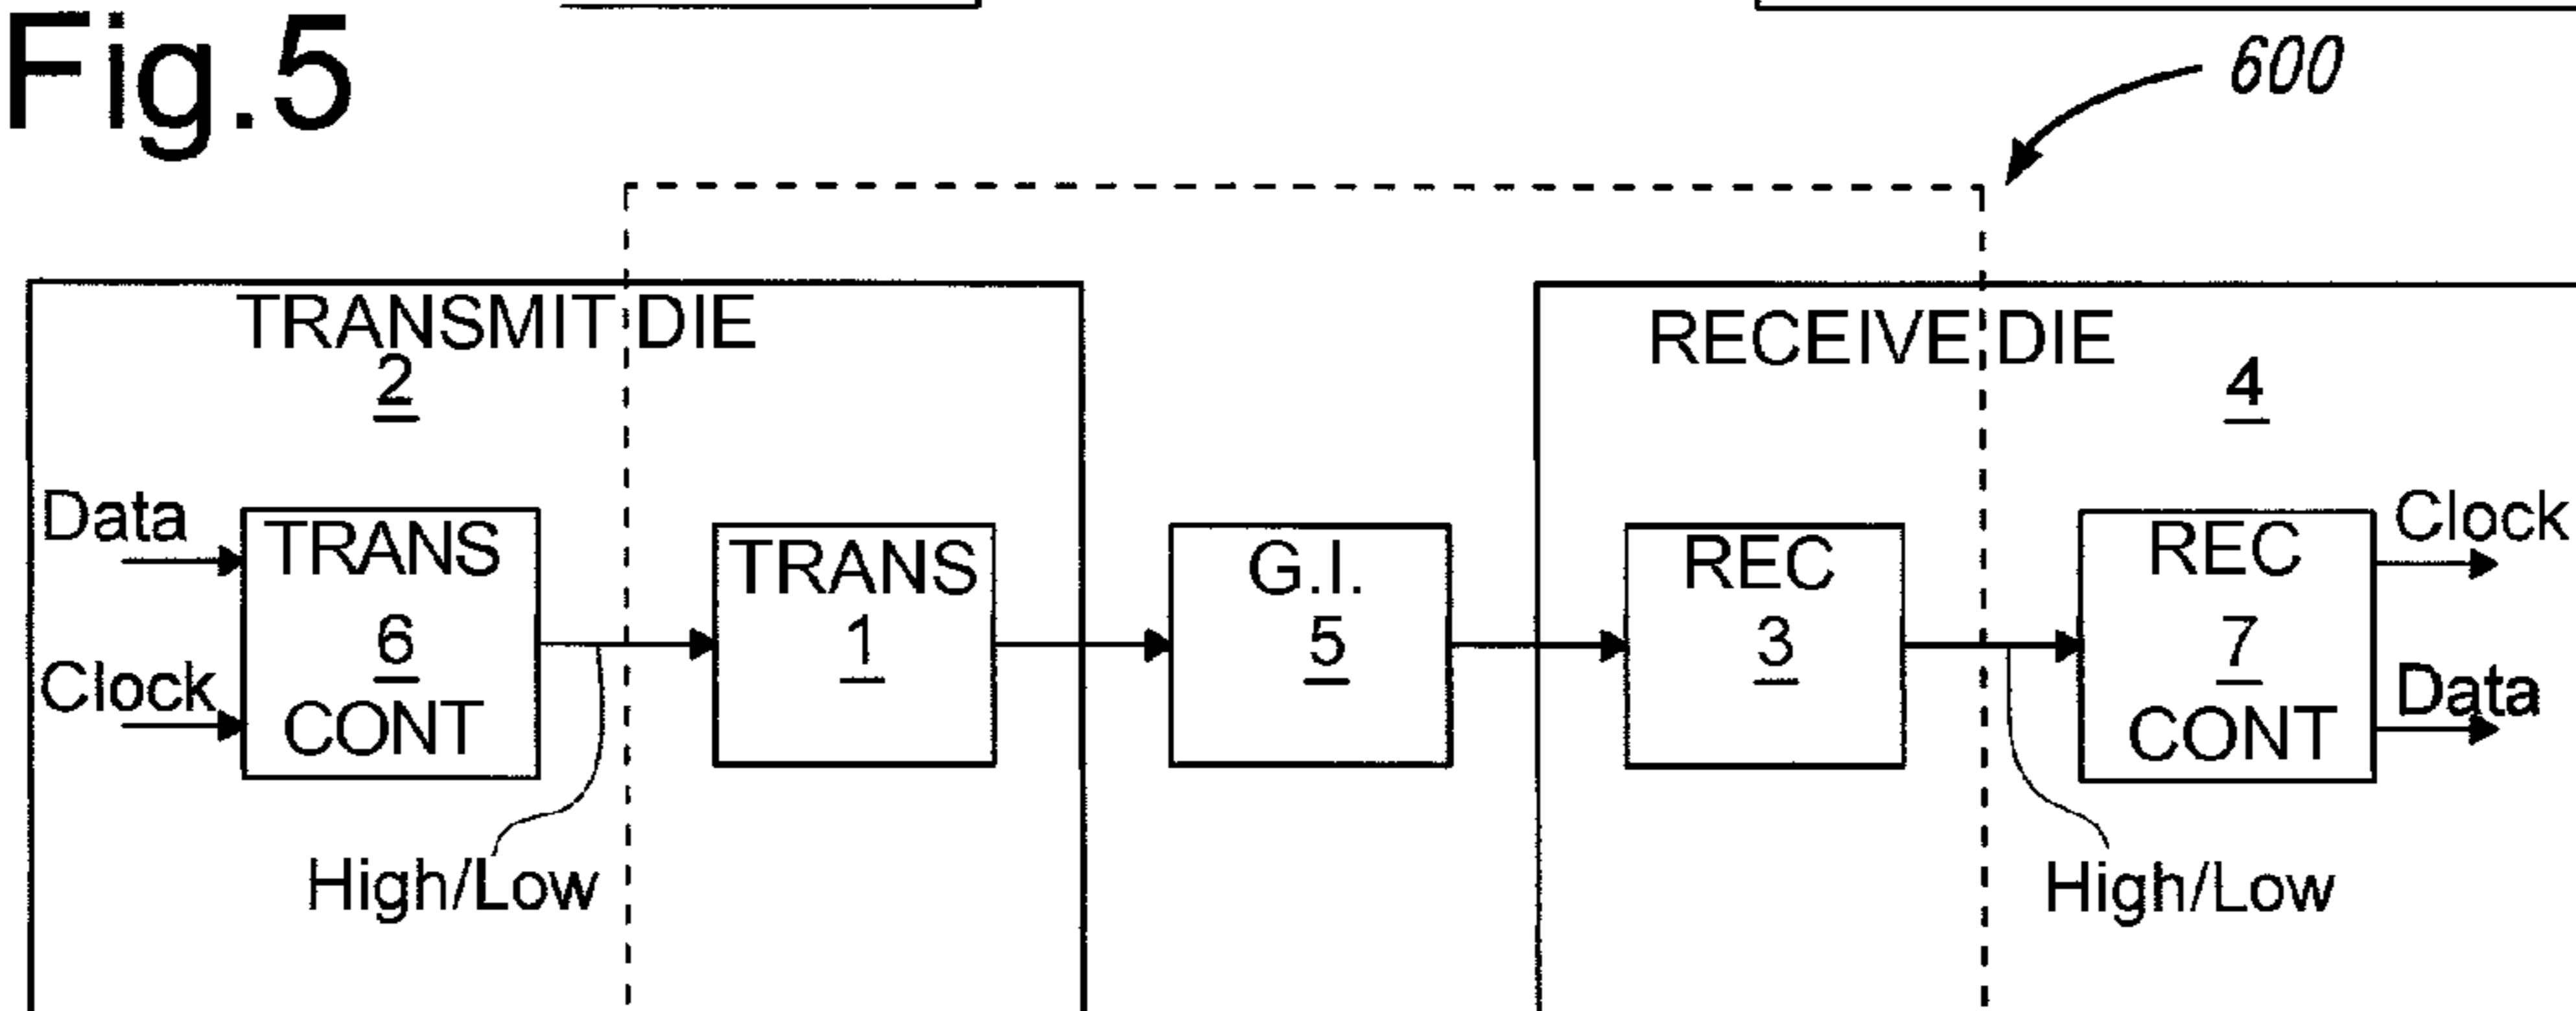 Fig.5
600
TRANSMIT DIE
2
RECEIVE DIE
4
Data
Clock
TRANS
6
CONT
High/Low
TRANS
1
G.I.
5
REC
3
High/Low
REC
7
CONT
Clock
Data